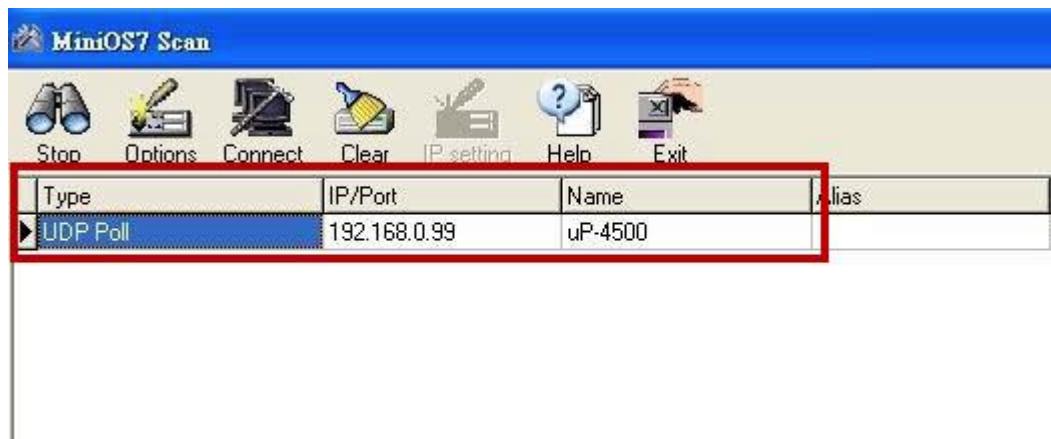 MiniOS7 Scan
Stop Options Connect Clear IP setting Help Exit
Type IP/Port Name Alias
UDP Poll 192.168.0.99 uP-4500